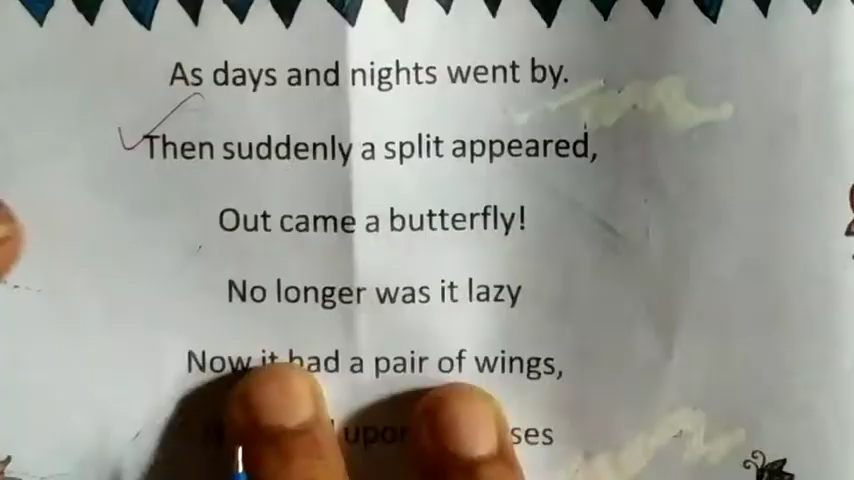 As days and nights went by.
Then suddenly a split appeared,
Out came a butterfly!
No longer was it lazy
Now it had a pair of wings,
upon